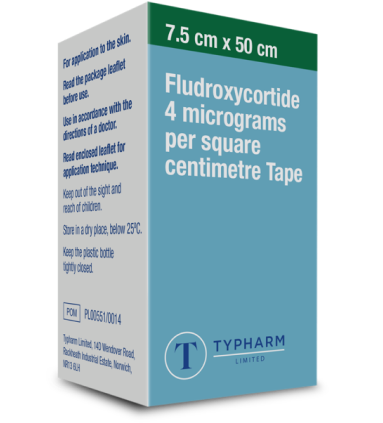 For application to the skin.
Read the package leaflet
before use.
Use in accordance with the
directions of a doctor.
Read enclosed leaflet for
application technique.
Keep out of the sight and
reach of children.
Store in a dry place, below 25ºC.
Keep the plastic bottle
tightly closed.
POM PL00551/0014
Typharm Limited, 14D Wendover Road,
Rackheath Industrial Estate, Norwich,
NR13 6LH
7.5 cm x 50 cm
Fludroxycortide
4 micrograms
per square
centimetre Tape
T TYPHARM
LIMITED